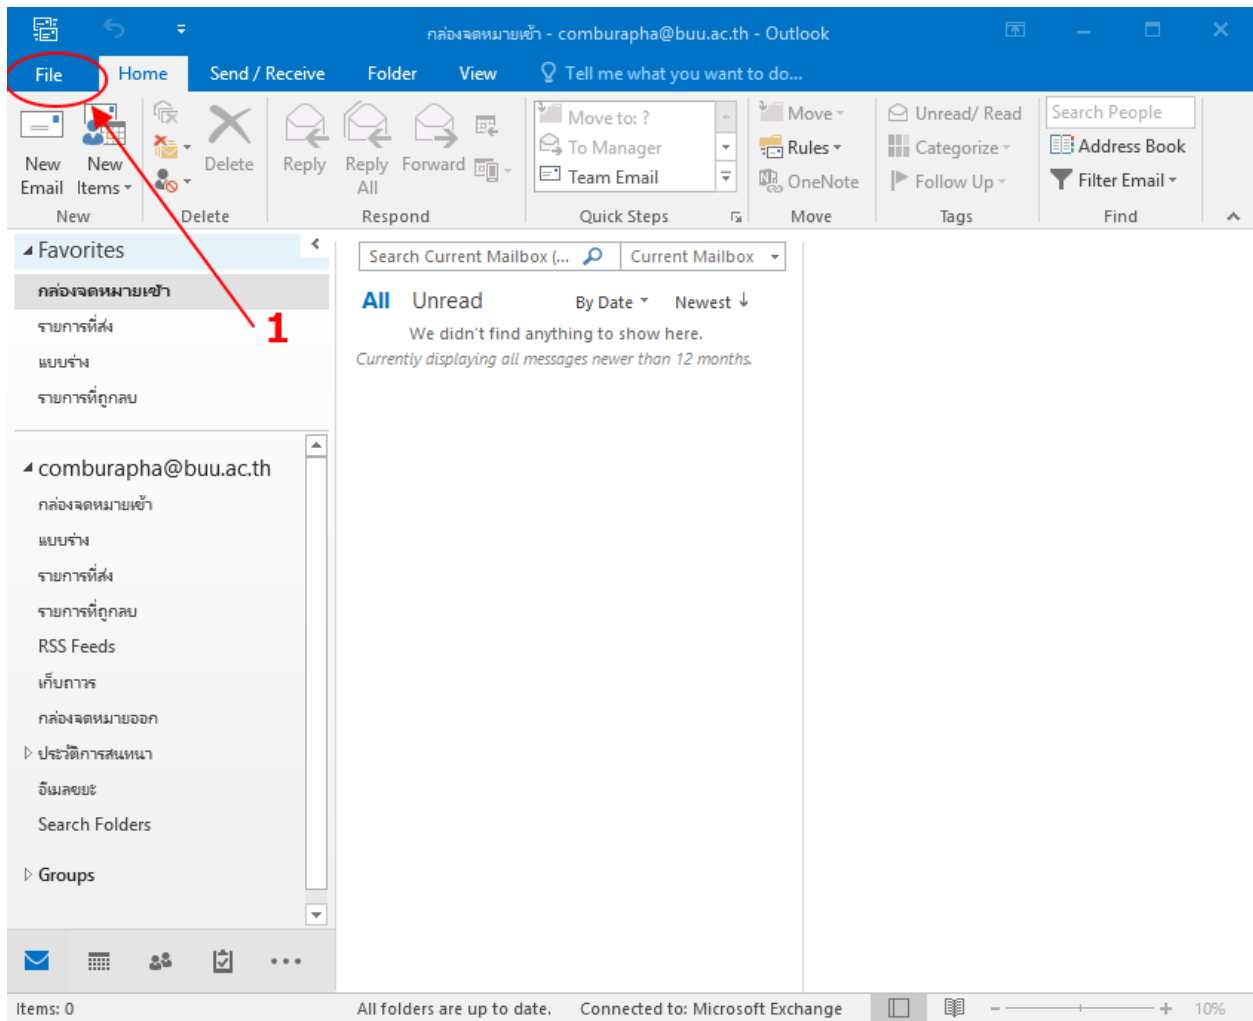 กล่องจดหมายเข้า - comburapha@buu.ac.th - Outlook
File Home Send / Receive Folder View Tell me what you want to do...
New Email
New Items
New
Delete
Delete
Reply
Reply All
Forward
Respond
Move to: ?
To Manager
Team Email
Quick Steps
Move
Rules
OneNote
Move
Unread/ Read
Categorize
Follow Up
Tags
Search People
Address Book
Filter Email
Find
1
Favorites
กล่องจดหมายเข้า
รายการที่ส่ง
แบบร่าง
รายการที่ถูกลบ
comburapha@buu.ac.th
กล่องจดหมายเข้า
แบบร่าง
รายการที่ส่ง
รายการที่ถูกลบ
RSS Feeds
เก็บถาวร
กล่องจดหมายออก
ประวัติการสนทนา
อีเมลขยะ
Search Folders
Groups
Search Current Mailbox (... Current Mailbox
All Unread By Date Newest
We didn't find anything to show here.
Currently displaying all messages newer than 12 months.
Items: 0 All folders are up to date. Connected to: Microsoft Exchange 10%